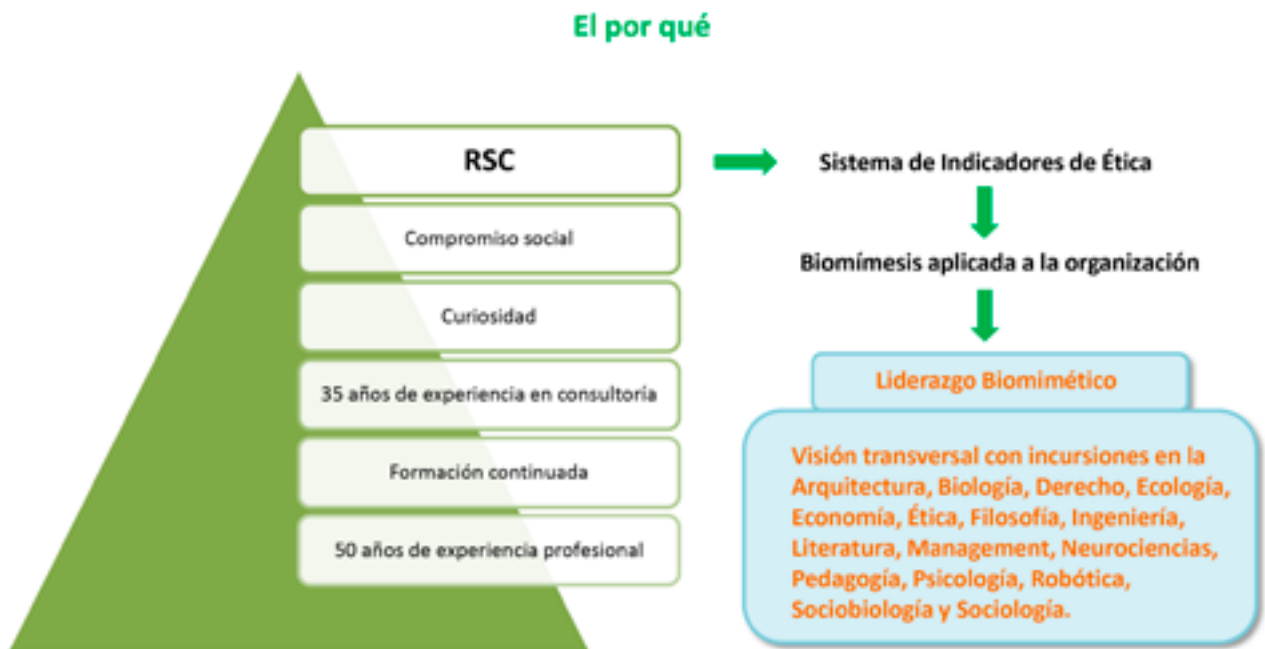 El por qué
RSC
Compromiso social
Curiosidad
35 años de experiencia en consultoría
Formación continuada
50 años de experiencia profesional
Sistema de Indicadores de Ética
Biomímesis aplicada a la organización
Liderazgo Biomimético
Visión transversal con incursiones en la
Arquitectura, Biología, Derecho, Ecología,
Economía, Ética, Filosofía, Ingeniería,
Literatura, Management, Neurociencias,
Pedagogía, Psicología, Robótica,
Sociobiología y Sociología.